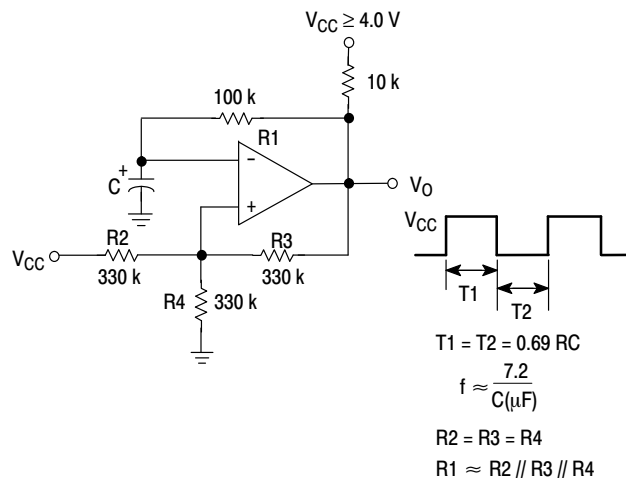 V_CC ≥ 4.0 V
10 k
100 k
R1
-
+
+
C
V_O
V_CC
R2
330 k
R3
330 k
R4
330 k
V_CC
T1
T2
T1 = T2 = 0.69 RC
f ≈ 7.2 / C(μF)
R2 = R3 = R4
R1 ≈ R2 // R3 // R4